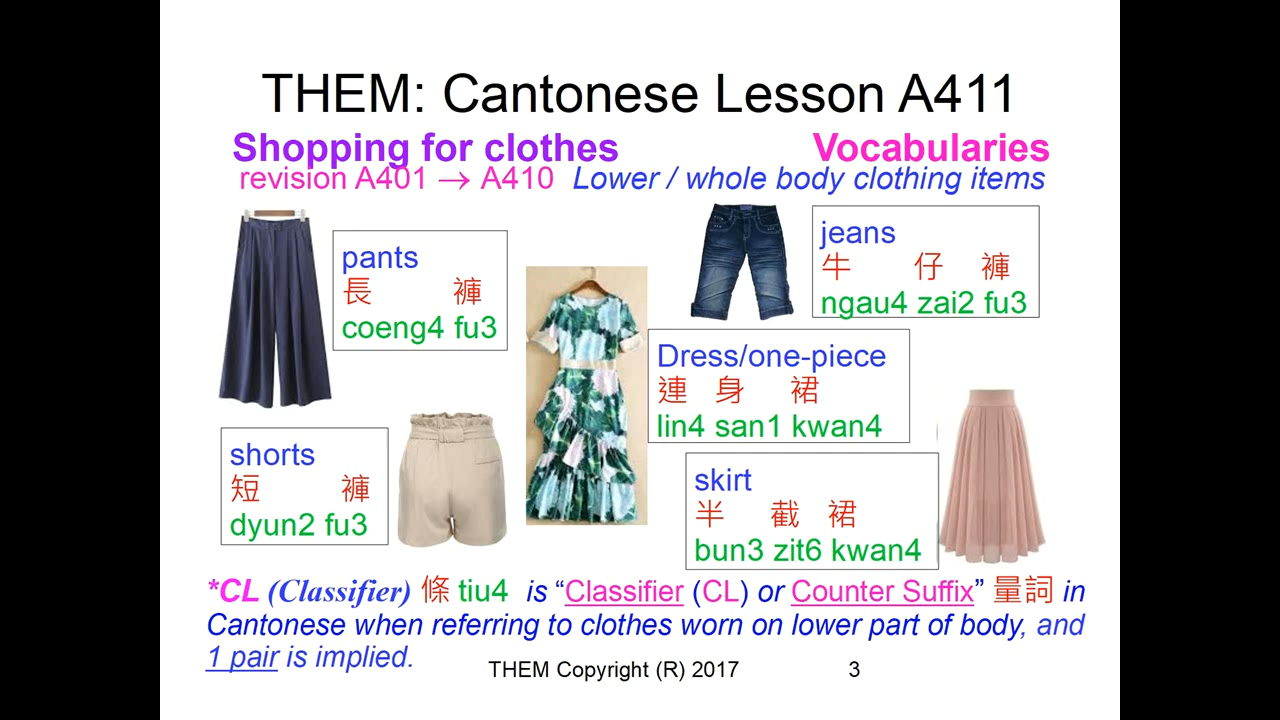 THEM: Cantonese Lesson A411
Shopping for clothes Vocabularies
revision A401 → A410 Lower / whole body clothing items
pants
長 褲
coeng4 fu3
jeans
牛 仔 褲
ngau4 zai2 fu3
Dress/one-piece
連 身 裙
lin4 san1 kwan4
shorts
短 褲
dyun2 fu3
skirt
半 截 裙
bun3 zit6 kwan4
*CL (Classifier) 條 tiu4 is “Classifier (CL) or Counter Suffix” 量詞 in
Cantonese when referring to clothes worn on lower part of body, and
1 pair is implied.
THEM Copyright (R) 2017 3